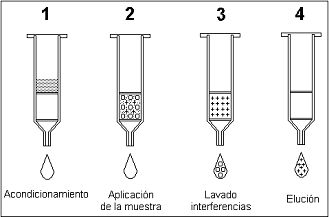 1 2 3 4
Acondicionamiento Aplicación Lavado Elución
de la muestra interferencias